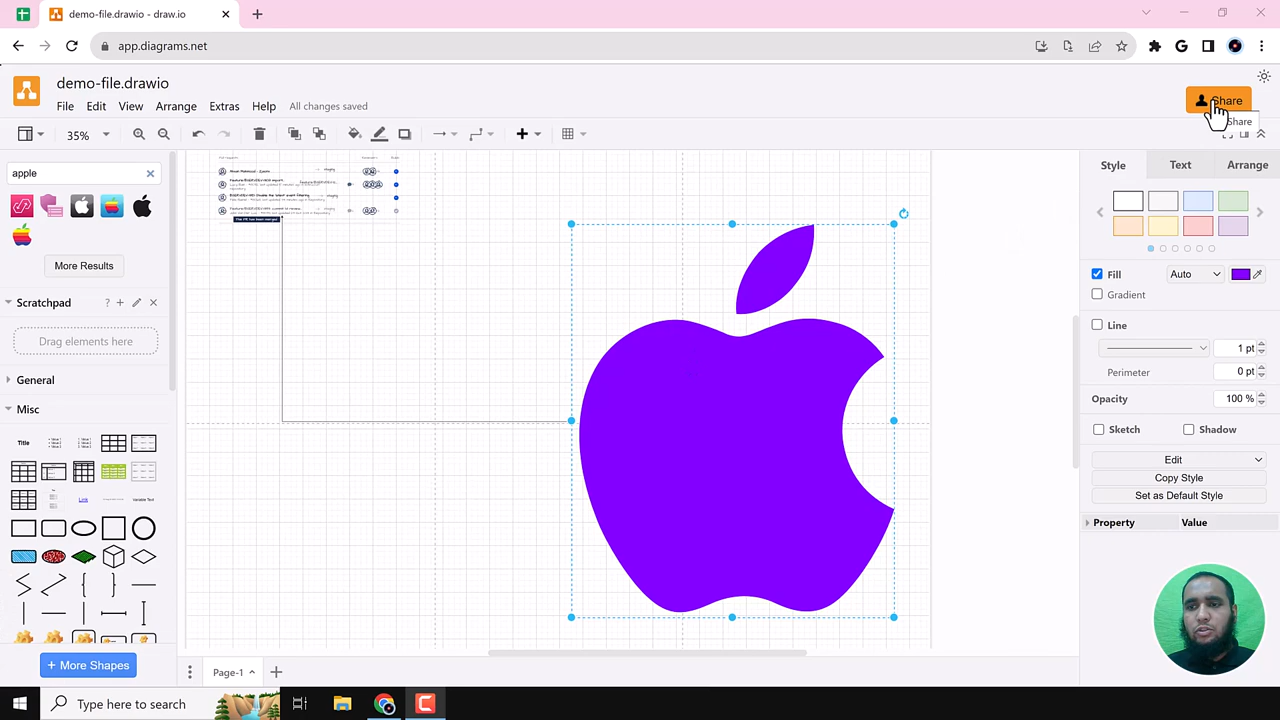 demo-file.drawio - draw.io
app.diagrams.net
demo-file.drawio
File Edit View Arrange Extras Help All changes saved
Share
Share
35%
apple
Style Text Arrange
More Results
Fill Auto
Gradient
Scratchpad
Line
Drag elements here
1 pt
Perimeter 0 pt
General
Opacity 100 %
Misc
Sketch Shadow
Title
Edit
Copy Style
Set as Default Style
Property Value
+ More Shapes
Page-1
Type here to search